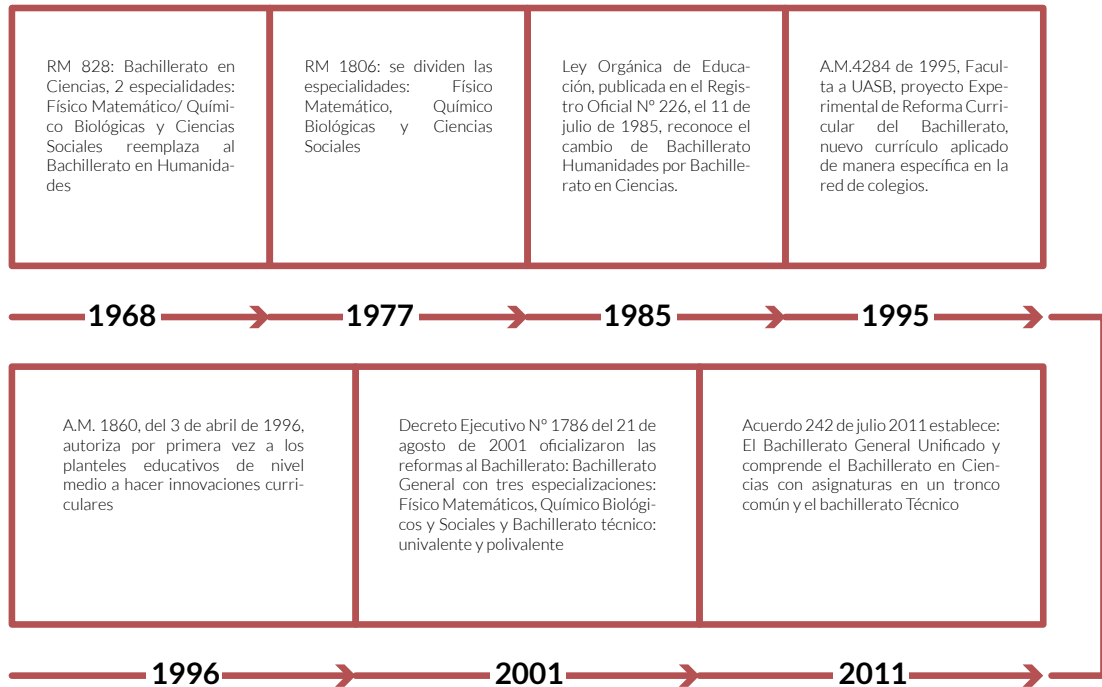 RM 828: Bachillerato en
Ciencias, 2 especialidades:
Físico Matemático/ Quími-
co Biológicas y Ciencias
Sociales reemplaza al
Bachillerato en Humanida-
des
RM 1806: se dividen las
especialidades: Físico
Matemático, Químico
Biológicas y Ciencias
Sociales
Ley Orgánica de Educa-
ción, publicada en el Regis-
tro Oficial Nº 226, el 11 de
julio de 1985, reconoce el
cambio de Bachillerato
Humanidades por Bachille-
rato en Ciencias.
A.M.4284 de 1995, Facul-
ta a UASB, proyecto Expe-
rimental de Reforma Curri-
cular del Bachillerato,
nuevo currículo aplicado
de manera específica en la
red de colegios.
1968
1977
1985
1995
A.M. 1860, del 3 de abril de 1996,
autoriza por primera vez a los
planteles educativos de nivel
medio a hacer innovaciones curri-
culares
Decreto Ejecutivo Nº 1786 del 21 de
agosto de 2001 oficializaron las
reformas al Bachillerato: Bachillerato
General con tres especializaciones:
Físico Matemáticos, Químico Biológi-
cos y Sociales y Bachillerato técnico:
univalente y polivalente
Acuerdo 242 de julio 2011 establece:
El Bachillerato General Unificado y
comprende el Bachillerato en Cien-
cias con asignaturas en un tronco
común y el bachillerato Técnico
1996
2001
2011